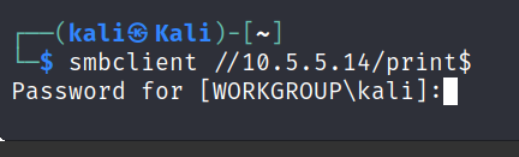 ┌──(kali㉿Kali)-[~]
└─$ smbclient //10.5.5.14/print$
Password for [WORKGROUP\kali]: